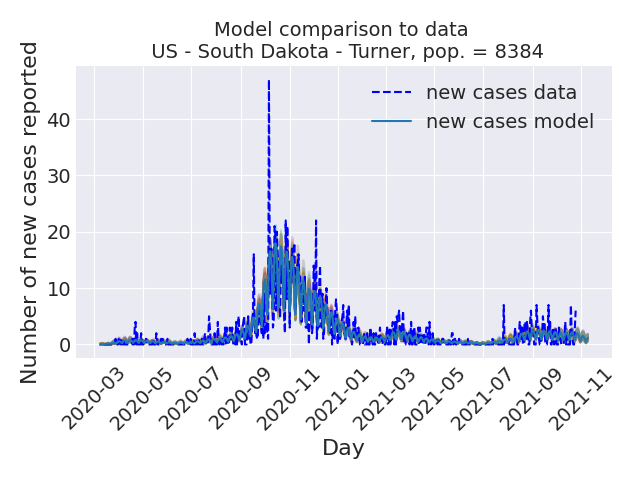 Model comparison to data
US - South Dakota - Turner, pop. = 8384
Number of new cases reported
new cases data
new cases model
40
30
20
10
0
2020-03
2020-05
2020-07
2020-09
2020-11
2021-01
2021-03
2021-05
2021-07
2021-09
2021-11
Day